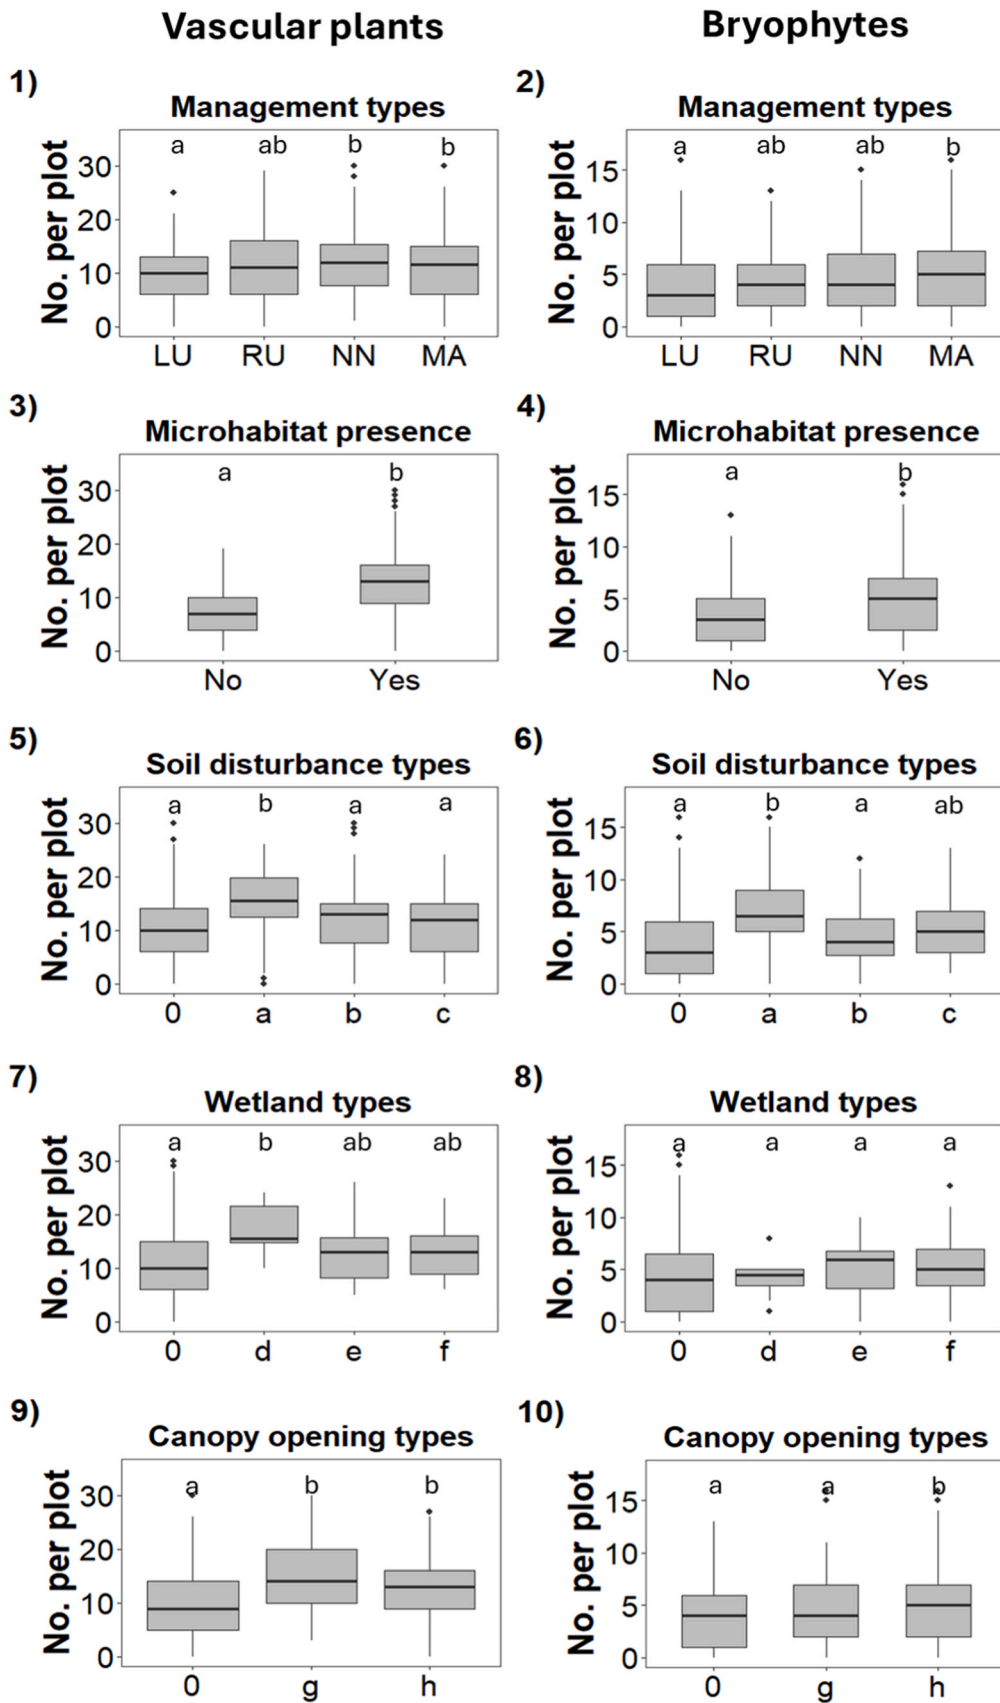 Vascular plants Bryophytes
1) 2)
Management types Management types
a ab b b a ab ab b
No. per plot No. per plot
30 15
20 10
10 5
0 0
LU RU NN MA LU RU NN MA
3) 4)
Microhabitat presence Microhabitat presence
a b a b
No. per plot No. per plot
30 15
20 10
10 5
0 0
No Yes No Yes
5) 6)
Soil disturbance types Soil disturbance types
a b a a a b a ab
No. per plot No. per plot
30 15
20 10
10 5
0 0
0 a b c 0 a b c
7) 8)
Wetland types Wetland types
a b ab ab a a a a
No. per plot No. per plot
30 15
20 10
10 5
0 0
0 d e f 0 d e f
9) 10)
Canopy opening types Canopy opening types
a b b a a b
No. per plot No. per plot
30 15
20 10
10 5
0 0
0 g h 0 g h